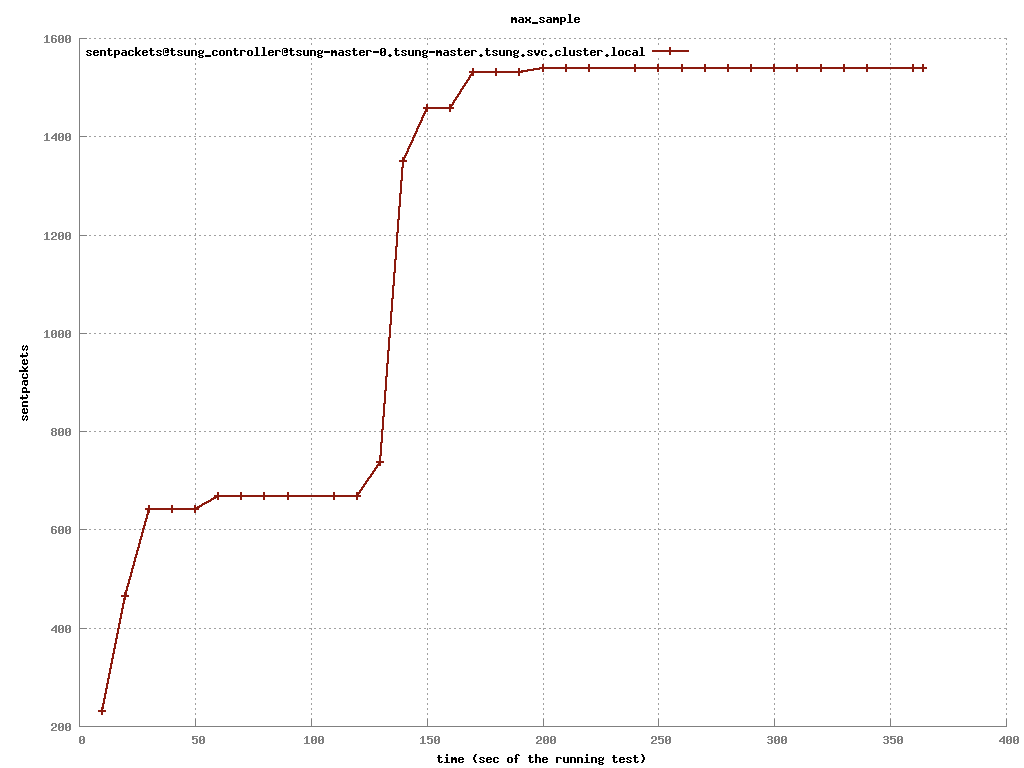 max_sample
1600
sentpackets@tsung_controller@tsung-master-0.tsung-master.tsung.svc.cluster.local
1400
1200
1000
800
600
400
200
sentpackets
0 50 100 150 200 250 300 350 400
time (sec of the running test)